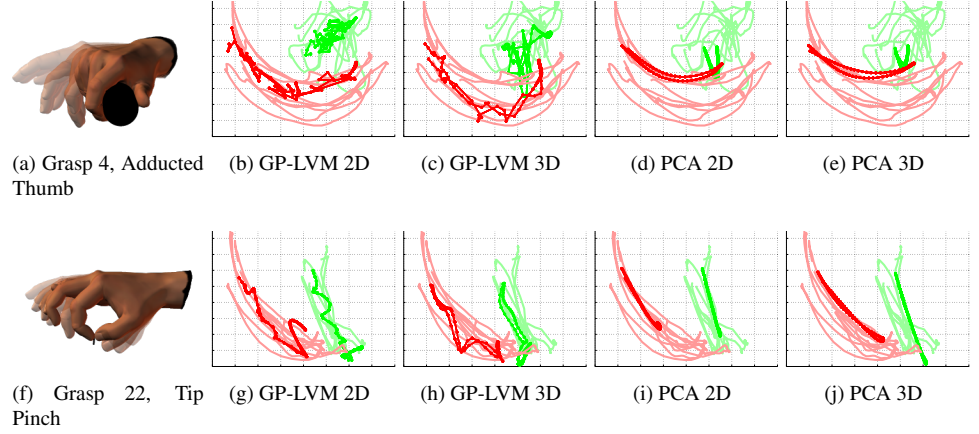 (a) Grasp 4, Adducted
Thumb
(b) GP-LVM 2D
(c) GP-LVM 3D
(d) PCA 2D
(e) PCA 3D
(f) Grasp 22, Tip
Pinch
(g) GP-LVM 2D
(h) GP-LVM 3D
(i) PCA 2D
(j) PCA 3D